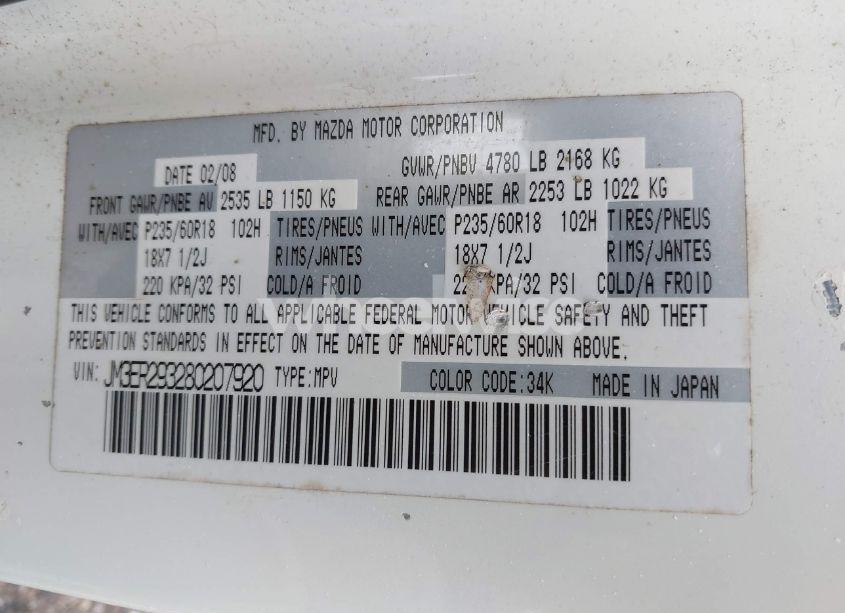 MFD. BY MAZDA MOTOR CORPORATION
DATE 02/08 GVWR/PNBV 4780 LB 2168 KG
FRONT GAWR/PNBE AV 2535 LB 1150 KG REAR GAWR/PNBE AR 2253 LB 1022 KG
WITH/AVEC P235/60R18 102H TIRES/PNEUS WITH/AVEC P235/60R18 102H TIRES/PNEUS
18X7 1/2J RIMS/JANTES 18X7 1/2J RIMS/JANTES
220 KPA/32 PSI COLD/A FROID 22 KPA/32 PSI COLD/A FROID
THIS VEHICLE CONFORMS TO ALL APPLICABLE FEDERAL MOTOR VEHICLE SAFETY AND THEFT
PREVENTION STANDARDS IN EFFECT ON THE DATE OF MANUFACTURE SHOWN ABOVE.
VIN: JM3ER293280207920 TYPE:MPV COLOR CODE:34K MADE IN JAPAN